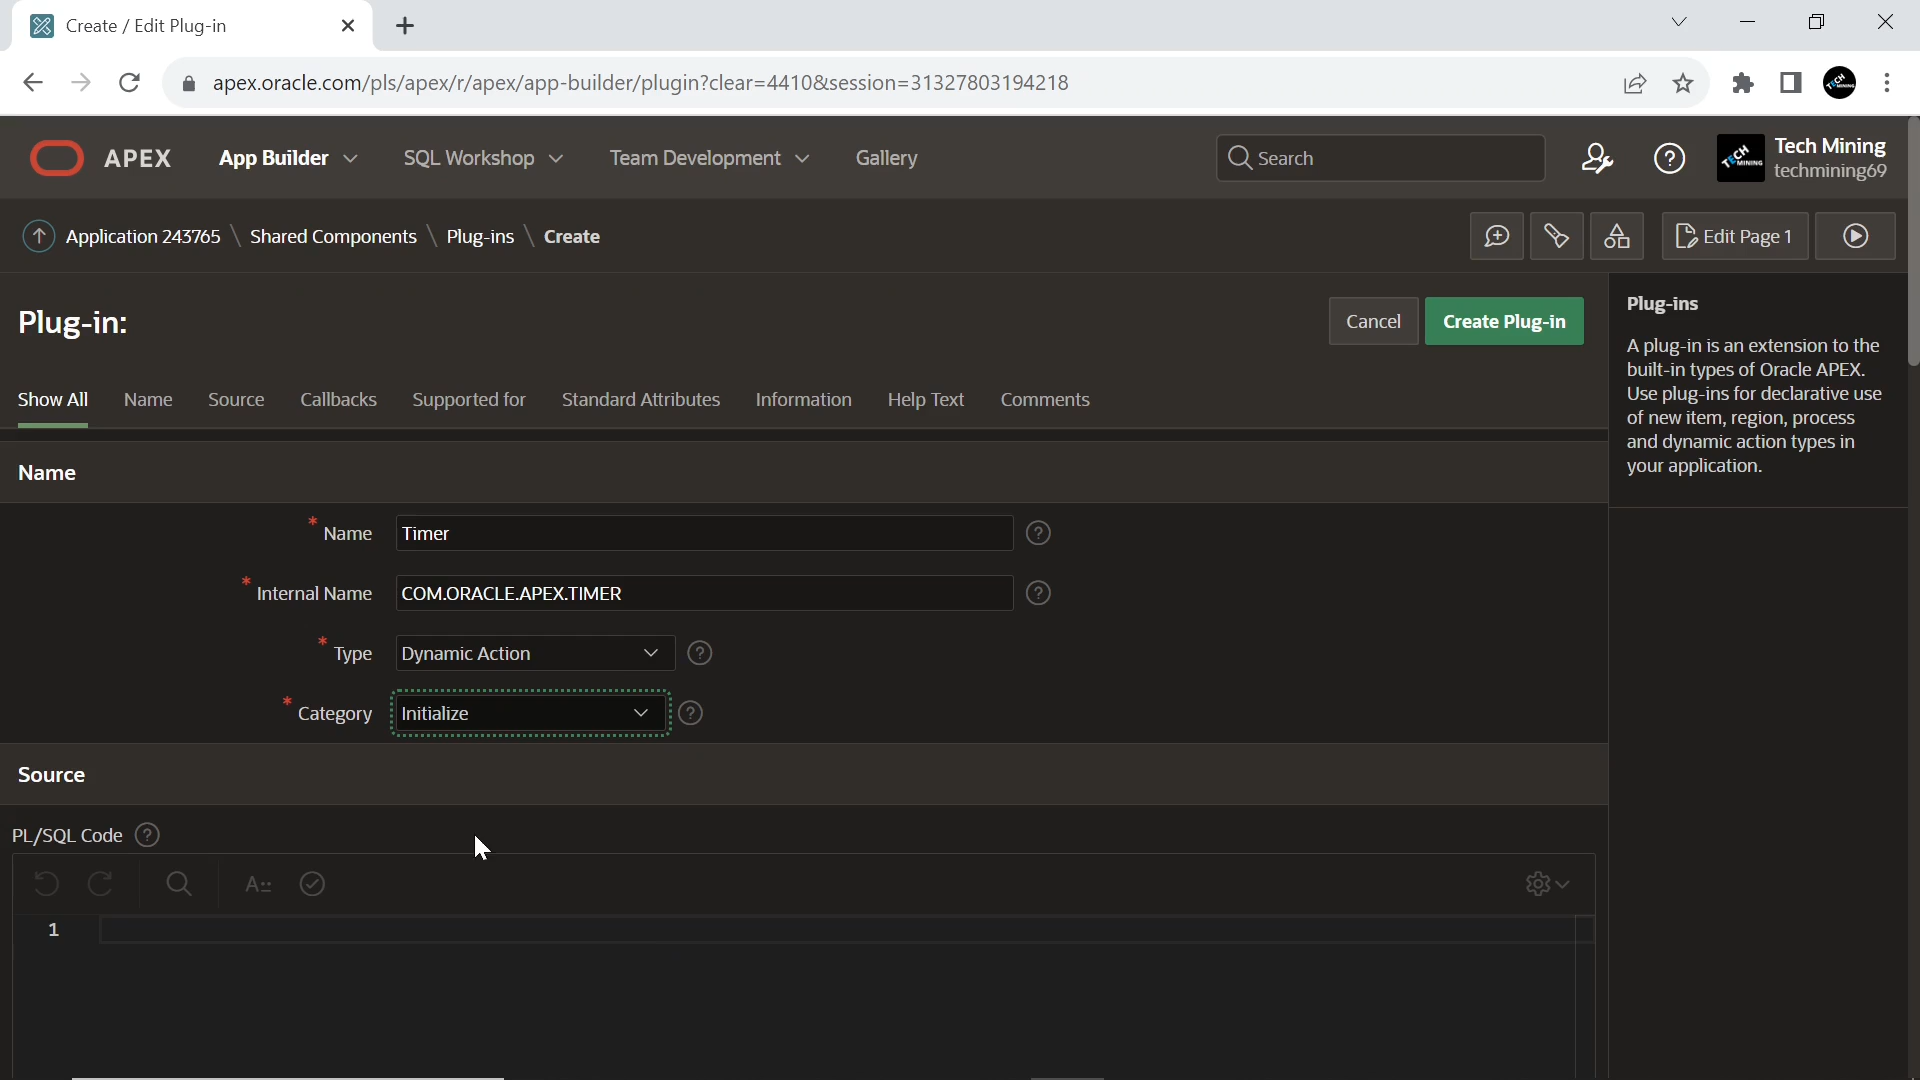 Create / Edit Plug-in
apex.oracle.com/pls/apex/r/apex/app-builder/plugin?clear=4410&session=31327803194218
APEX App Builder SQL Workshop Team Development Gallery Search Tech Mining
techmining69
Application 243765 \ Shared Components \ Plug-ins \ Create Edit Page 1
Plug-in: Cancel Create Plug-in
Show All Name Source Callbacks Supported for Standard Attributes Information Help Text Comments
Name
* Name Timer
* Internal Name COM.ORACLE.APEX.TIMER
* Type Dynamic Action
* Category Initialize
Source
PL/SQL Code
1
Plug-ins
A plug-in is an extension to the
built-in types of Oracle APEX.
Use plug-ins for declarative use
of new item, region, process
and dynamic action types in
your application.